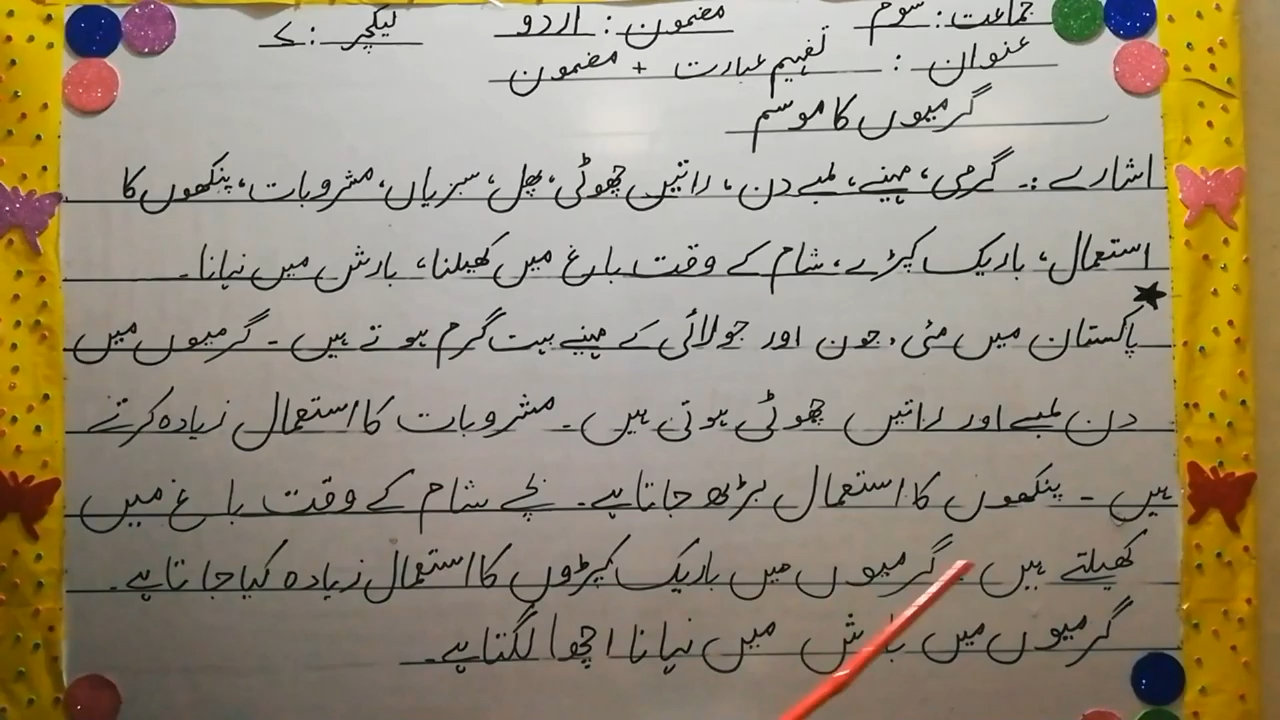 جماعت: سوم مضمون: اردو لیکچر: ۷
عنوان: تفہیم عبارت + مضمون
گرمیوں کا موسم
اشارے :۔ گرمی، مہینے، لمبے دن، راتیں چھوٹی، پھل، سبزیاں، مشروبات، پنکھوں کا
استعمال، باریک کپڑے، شام کے وقت باغ میں کھیلنا، بارش میں نہانا۔
پاکستان میں مئی، جون اور جولائی کے مہینے بہت گرم ہوتے ہیں۔ گرمیوں میں
دن لمبے اور راتیں چھوٹی ہوتی ہیں۔ مشروبات کا استعمال زیادہ کرتے
ہیں۔ پنکھوں کا استعمال بڑھ جاتا ہے۔ بچے شام کے وقت باغ میں
کھیلتے ہیں۔ گرمیوں میں باریک کپڑوں کا استعمال زیادہ کیا جاتا ہے۔
گرمیوں میں بارش میں نہانا اچھا لگتا ہے۔